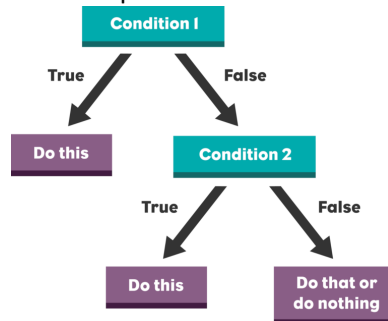 Condition 1
True
False
Do this
Condition 2
True
False
Do this
Do that or
do nothing